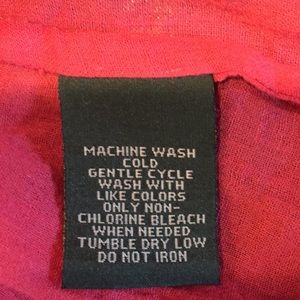 MACHINE WASH
COLD
GENTLE CYCLE
WASH WITH
LIKE COLORS
ONLY NON-
CHLORINE BLEACH
WHEN NEEDED
TUMBLE DRY LOW
DO NOT IRON